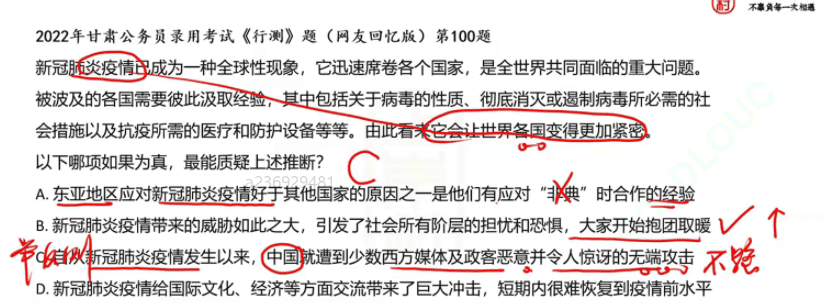 不辜负每一次相遇
2022年甘肃公务员录用考试《行测》题（网友回忆版）第100题
新冠肺炎疫情已成为一种全球性现象，它迅速席卷各个国家，是全世界共同面临的重大问题。
被波及的各国需要彼此汲取经验，其中包括关于病毒的性质、彻底消灭或遏制病毒所必需的社
会措施以及抗疫所需的医疗和防护设备等等。由此看来它会让世界各国变得更加紧密。
以下哪项如果为真，最能质疑上述推断？
C
a236929481
A. 东亚地区应对新冠肺炎疫情好于其他国家的原因之一是他们有应对“非典”时合作的经验
B. 新冠肺炎疫情带来的威胁如此之大，引发了社会所有阶层的担忧和恐惧，大家开始抱团取暖
C. 自从新冠肺炎疫情发生以来，中国就遭到少数西方媒体及政客恶意并令人惊讶的无端攻击
D. 新冠肺炎疫情给国际文化、经济等方面交流带来了巨大冲击，短期内很难恢复到疫情前水平